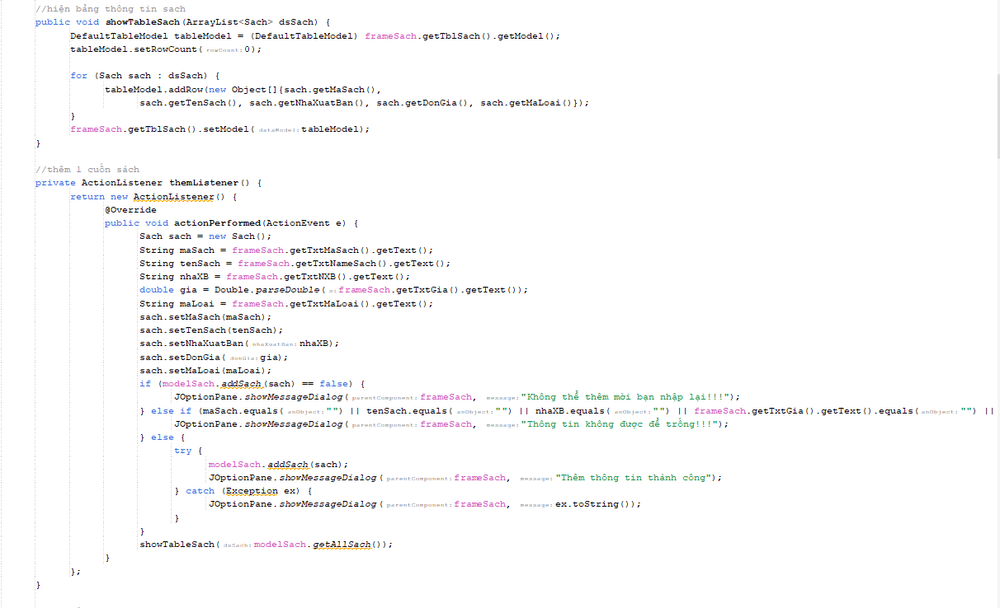 //hiện bảng thông tin sach
public void showTableSach(ArrayList<Sach> dsSach) {
DefaultTableModel tableModel = (DefaultTableModel) frameSach.getTblSach().getModel();
tableModel.setRowCount( rowCount: 0);
for (Sach sach : dsSach) {
tableModel.addRow(new Object[]{sach.getMaSach(),
sach.getTenSach(), sach.getNhaXuatBan(), sach.getDonGia(), sach.getMaLoai()});
}
frameSach.getTblSach().setModel( dataModel: tableModel);
}
//thêm 1 cuốn sách
private ActionListener themListener() {
return new ActionListener() {
@Override
public void actionPerformed(ActionEvent e) {
Sach sach = new Sach();
String maSach = frameSach.getTxtMaSach().getText();
String tenSach = frameSach.getTxtNameSach().getText();
String nhaXB = frameSach.getTxtNXB().getText();
double gia = Double.parseDouble( s: frameSach.getTxtGia().getText());
String maLoai = frameSach.getTxtMaLoai().getText();
sach.setMaSach(maSach);
sach.setTenSach(tenSach);
sach.setNhaXuatBan( nhaXuatBan: nhaXB);
sach.setDonGia( donGia: gia);
sach.setMaLoai(maLoai);
if (modelSach.addSach(sach) == false) {
JOptionPane.showMessageDialog( parentComponent: frameSach, message: "Không thể thêm mời bạn nhập lại!!!");
} else if (maSach.equals( anObject: "") || tenSach.equals( anObject: "") || nhaXB.equals( anObject: "") || frameSach.getTxtGia().getText().equals( anObject: "") ||
JOptionPane.showMessageDialog( parentComponent: frameSach, message: "Thông tin không được để trống!!!");
} else {
try {
modelSach.addSach(sach);
JOptionPane.showMessageDialog( parentComponent: frameSach, message: "Thêm thông tin thành công");
} catch (Exception ex) {
JOptionPane.showMessageDialog( parentComponent: frameSach, message: ex.toString());
}
}
showTableSach( dsSach: modelSach.getAllSach());
}
};
}